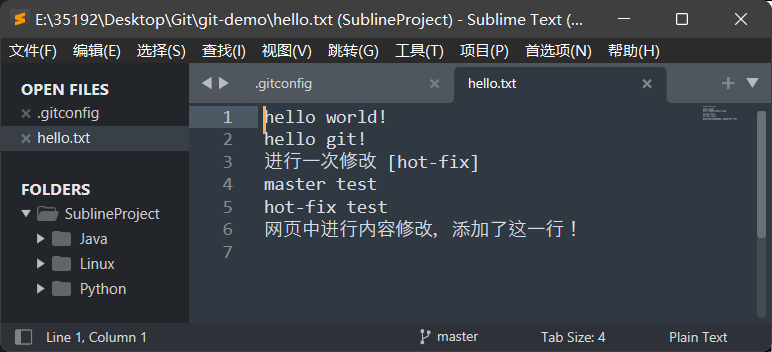 E:\35192\Desktop\Git\git-demo\hello.txt (SublineProject) - Sublime Text (...
文件(F) 编辑(E) 选择(S) 查找(I) 视图(V) 跳转(G) 工具(T) 项目(P) 首选项(N) 帮助(H)
OPEN FILES
.gitconfig
hello.txt
FOLDERS
SublineProject
Java
Linux
Python
.gitconfig hello.txt
1 hello world!
2 hello git!
3 进行一次修改 [hot-fix]
4 master test
5 hot-fix test
6 网页中进行内容修改，添加了这一行！
7
Line 1, Column 1 master Tab Size: 4 Plain Text